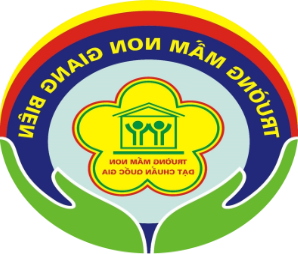 TRƯỜNG MẦM NON GIANG BIÊN
TRƯỜNG MẦM NON
ĐẠT CHUẨN QUỐC GIA